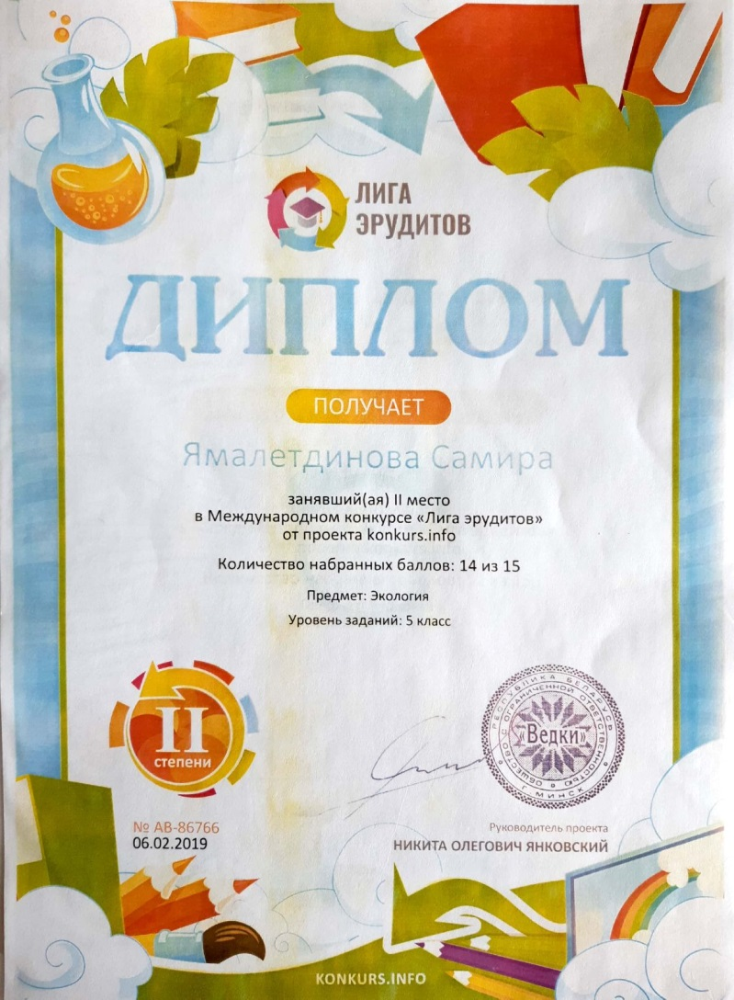 ЛИГА
ЭРУДИТОВ
ДИПЛОМ
ПОЛУЧАЕТ
Ямалетдинова Самира
занявший(ая) II место
в Международном конкурсе «Лига эрудитов»
от проекта konkurs.info
Количество набранных баллов: 14 из 15
Предмет: Экология
Уровень заданий: 5 класс
II
СТЕПЕНИ
РЕСПУБЛИКА БЕЛАРУСЬ
ОБЩЕСТВО С ОГРАНИЧЕННОЙ ОТВЕТСТВЕННОСТЬЮ
«Ведки»
Г. МИНСК
№ АВ-86766
06.02.2019
Руководитель проекта
НИКИТА ОЛЕГОВИЧ ЯНКОВСКИЙ
KONKURS.INFO